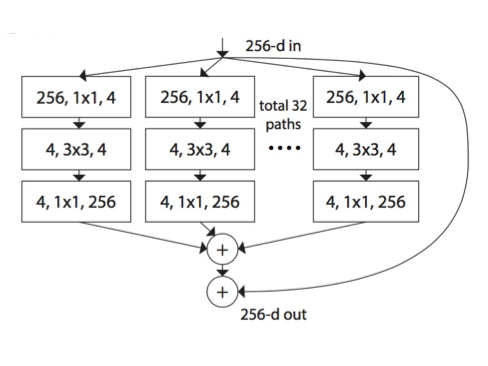 256-d in
256, 1x1, 4
256, 1x1, 4
total 32
paths
256, 1x1, 4
4, 3x3, 4
4, 3x3, 4
....
4, 3x3, 4
4, 1x1, 256
4, 1x1, 256
4, 1x1, 256
+
+
256-d out